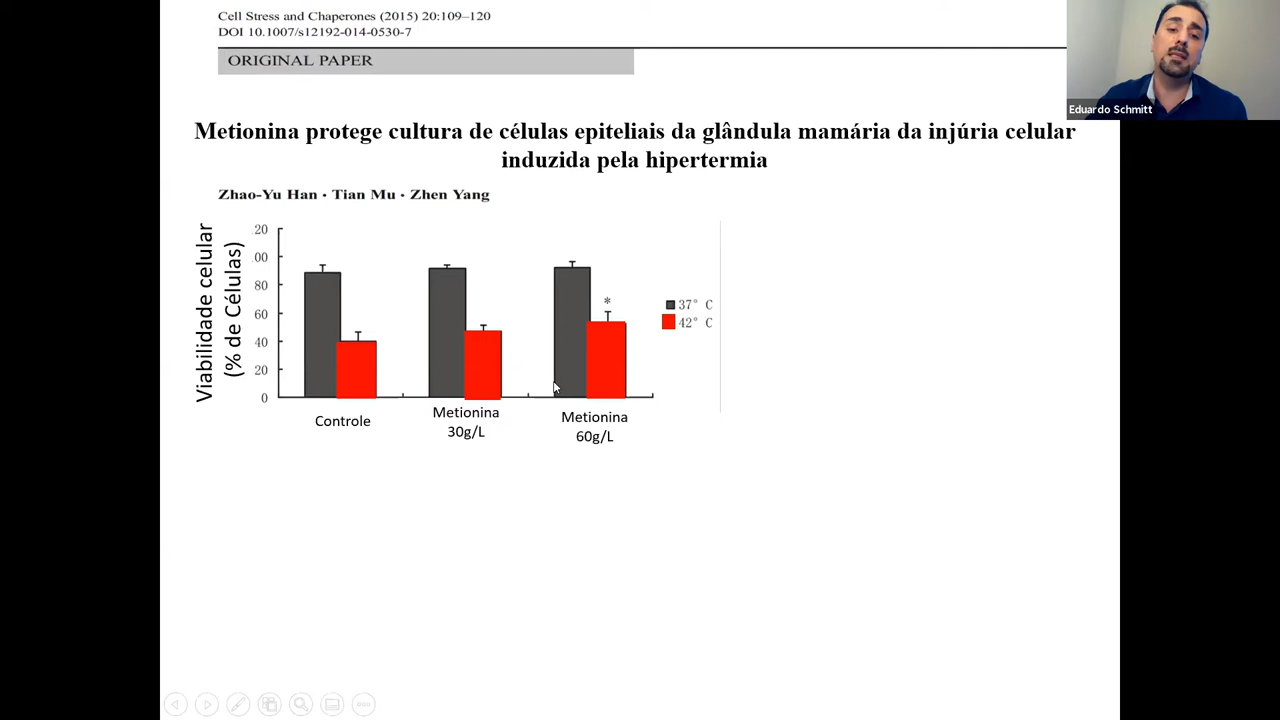 Cell Stress and Chaperones (2015) 20:109–120
DOI 10.1007/s12192-014-0530-7
ORIGINAL PAPER
Eduardo Schmitt
Metionina protege cultura de células epiteliais da glândula mamária da injúria celular
induzida pela hipertermia
Zhao-Yu Han · Tian Mu · Zhen Yang
Viabilidade celular
(% de Células)
20
00
80
60
40
20
0
*
37° C
42° C
Controle
Metionina
30g/L
Metionina
60g/L